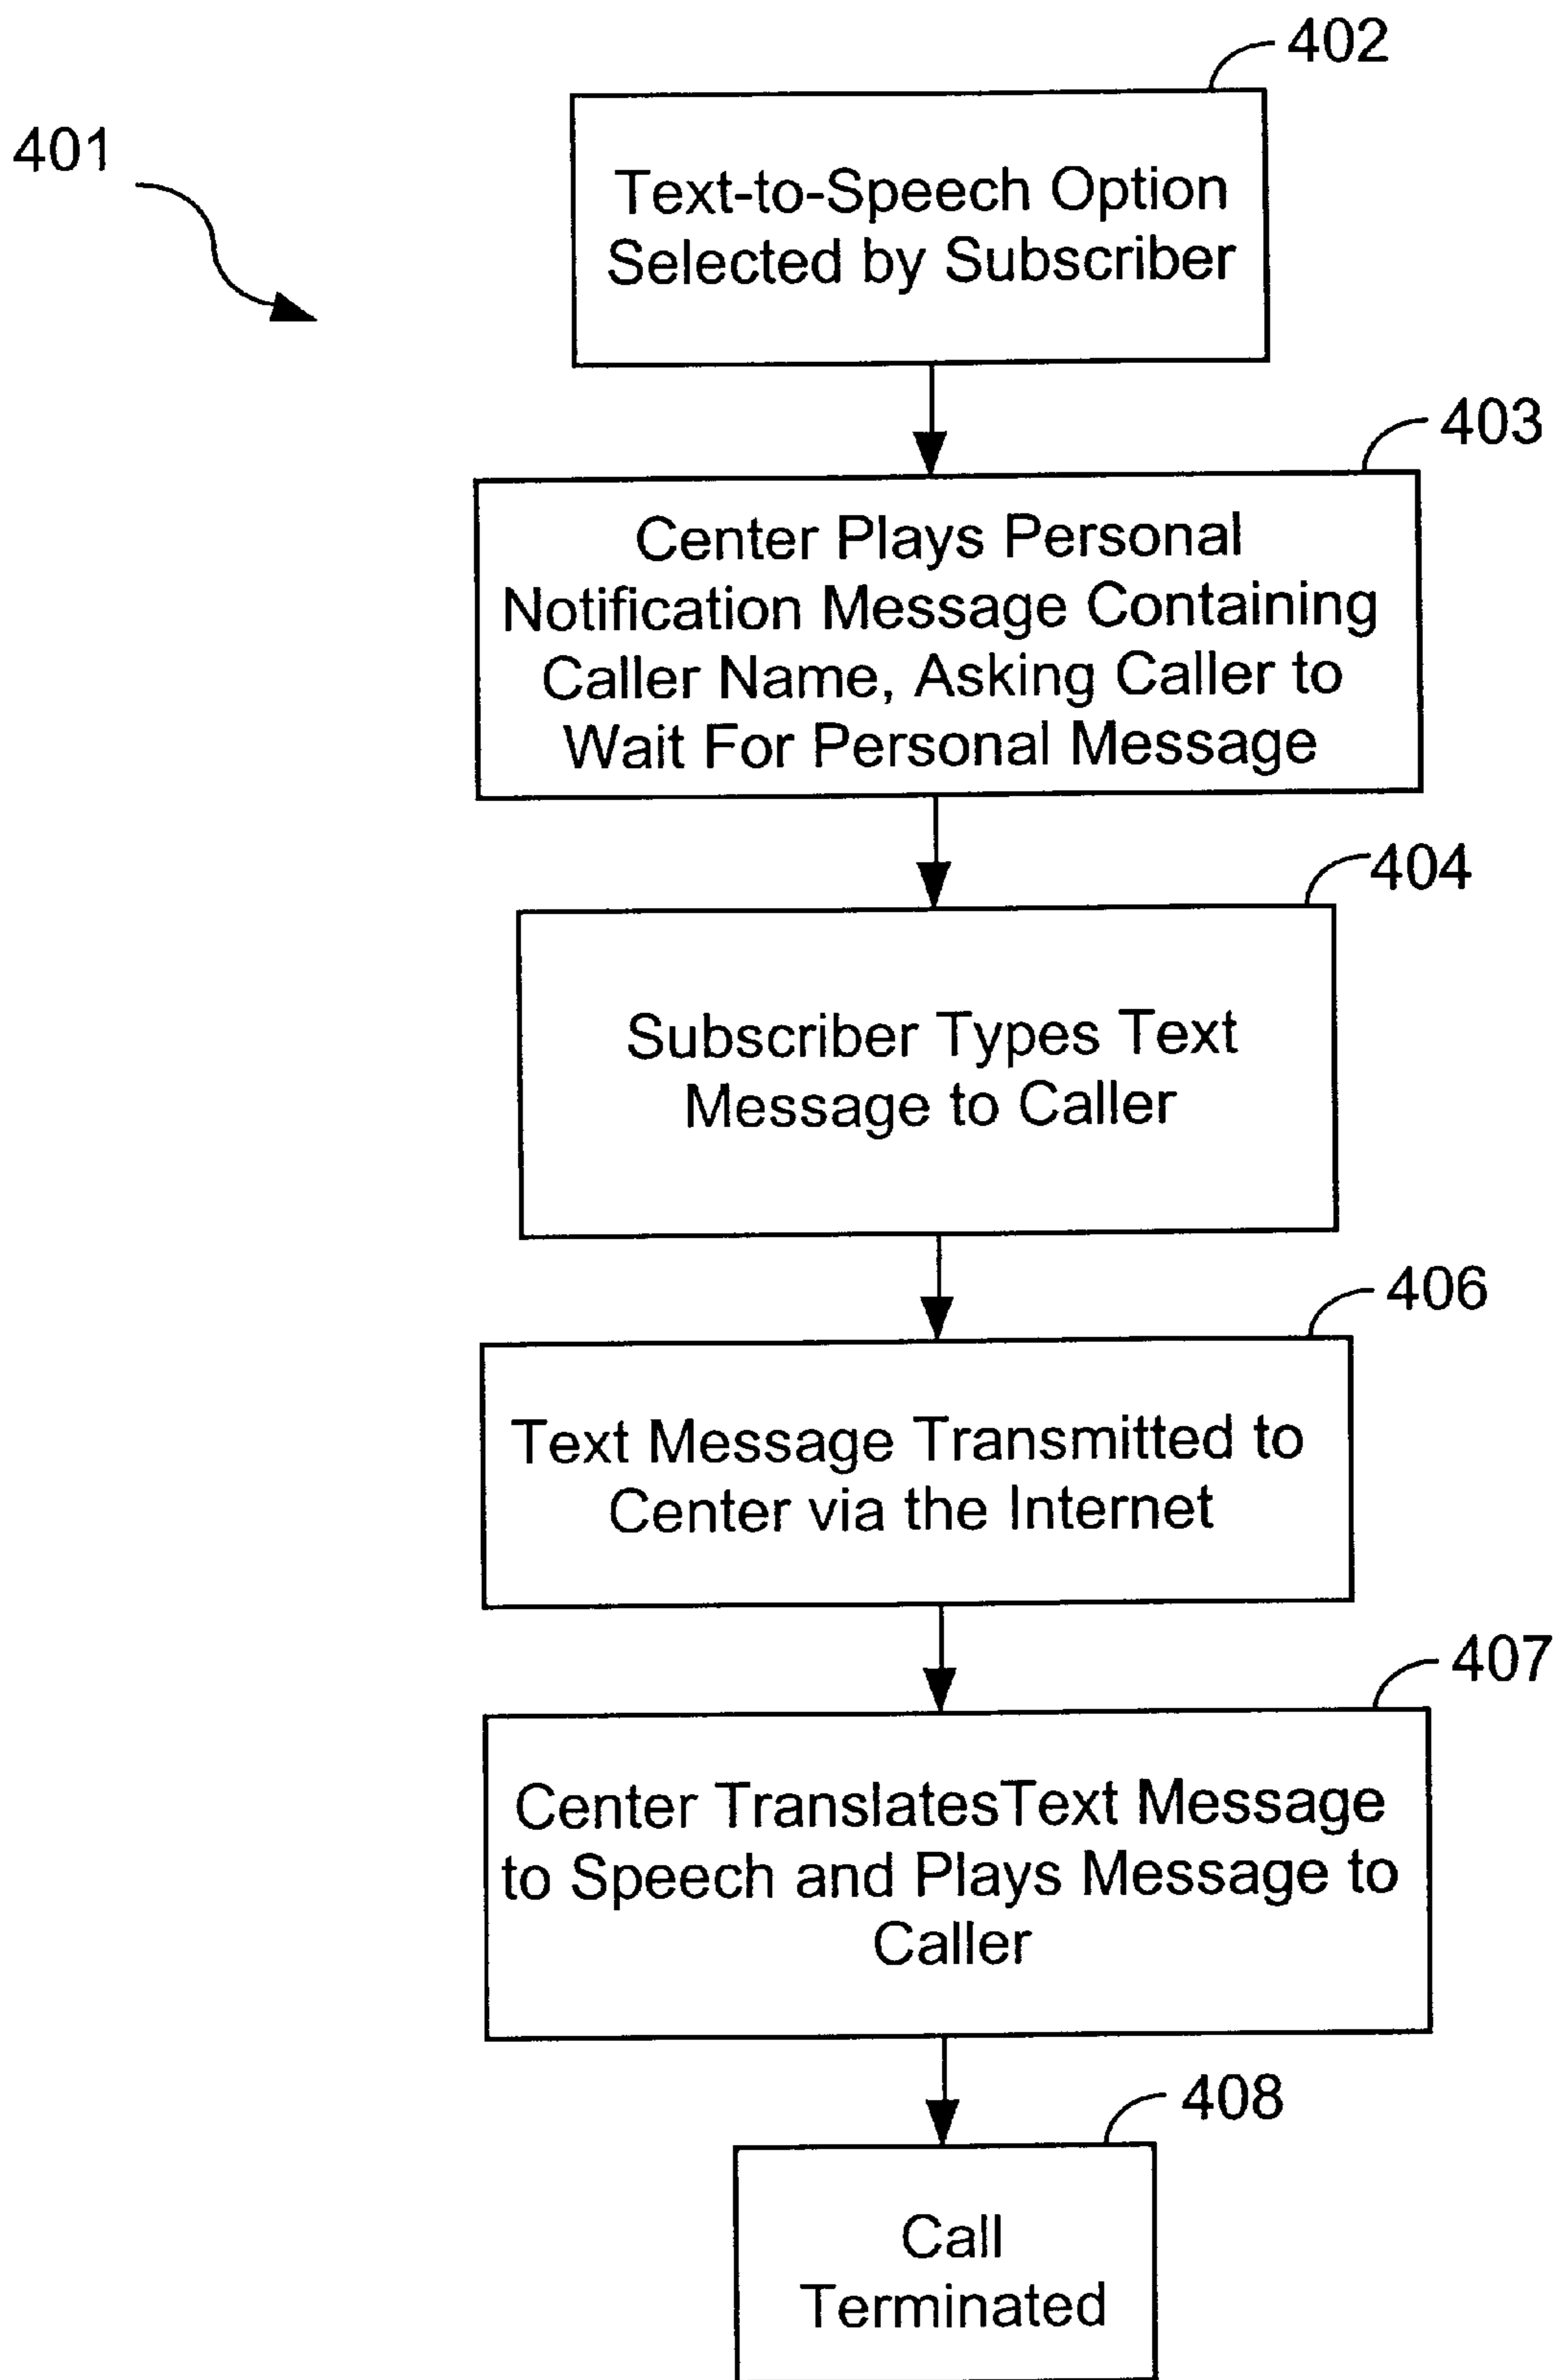 402
401
Text-to-Speech Option
Selected by Subscriber
403
Center Plays Personal
Notification Message Containing
Caller Name, Asking Caller to
Wait For Personal Message
404
Subscriber Types Text
Message to Caller
406
Text Message Transmitted to
Center via the Internet
407
Center TranslatesText Message
to Speech and Plays Message to
Caller
408
Call
Terminated